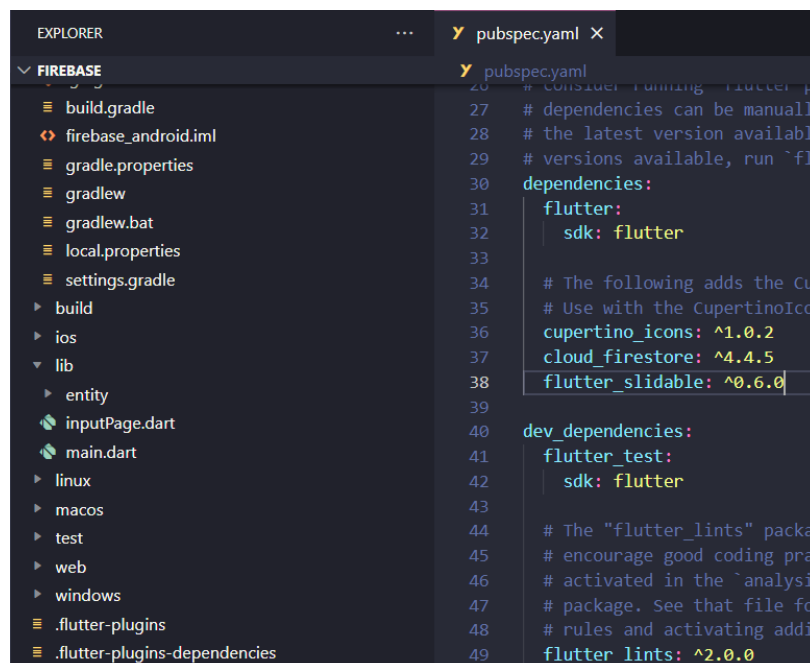 EXPLORER
FIREBASE
build.gradle
firebase_android.iml
gradle.properties
gradlew
gradlew.bat
local.properties
settings.gradle
build
ios
lib
entity
inputPage.dart
main.dart
linux
macos
test
web
windows
.flutter-plugins
.flutter-plugins-dependencies
pubspec.yaml
pubspec.yaml
26 # consider running `flutter p
27 # dependencies can be manuall
28 # the latest version availabl
29 # versions available, run `fl
30 dependencies:
31 flutter:
32 sdk: flutter
33
34 # The following adds the Cu
35 # Use with the CupertinoIco
36 cupertino_icons: ^1.0.2
37 cloud_firestore: ^4.4.5
38 flutter_slidable: ^0.6.0
39
40 dev_dependencies:
41 flutter_test:
42 sdk: flutter
43
44 # The "flutter_lints" packa
45 # encourage good coding pra
46 # activated in the `analysi
47 # package. See that file fo
48 # rules and activating addi
49 flutter_lints: ^2.0.0